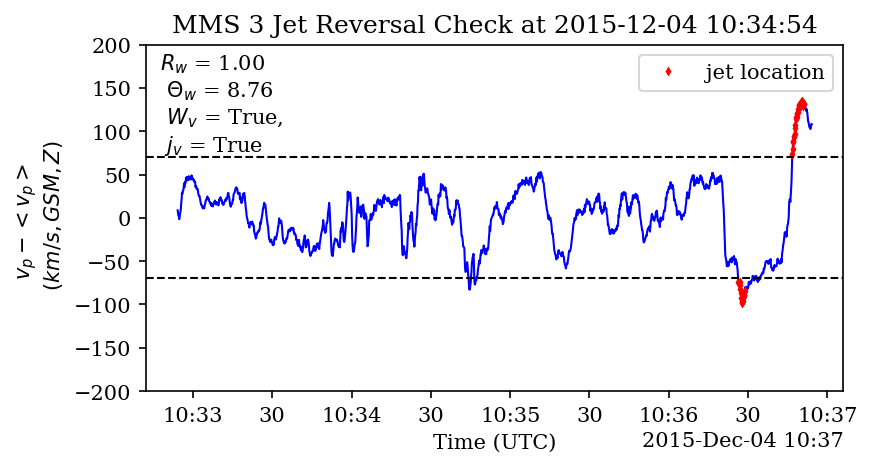 MMS 3 Jet Reversal Check at 2015-12-04 10:34:54
R_w = 1.00
Θ_w = 8.76
W_v = True,
j_v = True
jet location
v_p − <v_p>
(km/s, GSM, Z)
200
150
100
50
0
−50
−100
−150
−200
10:33 30 10:34 30 10:35 30 10:36 30 10:37
Time (UTC)
2015-Dec-04 10:37